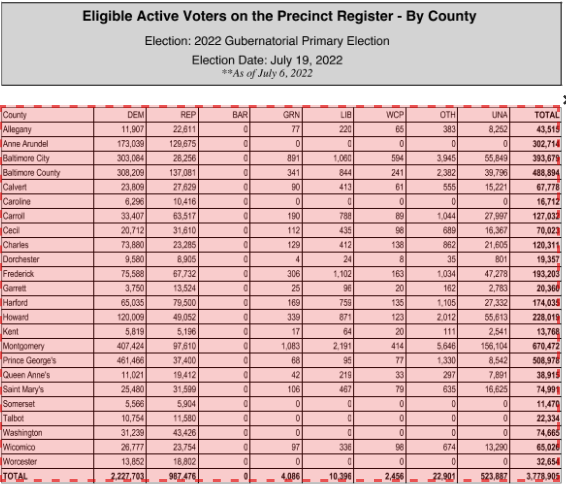 Eligible Active Voters on the Precinct Register - By County
Election: 2022 Gubernatorial Primary Election
Election Date: July 19, 2022
**As of July 6, 2022
County DEM REP BAR GRN LIB WCP OTH UNA TOTAL
Allegany 11,907 22,611 0 77 220 65 383 8,252 43,515
Anne Arundel 173,039 129,675 0 0 0 0 0 0 302,714
Baltimore City 303,084 28,256 0 891 1,060 594 3,945 55,849 393,679
Baltimore County 308,209 137,081 0 341 844 241 2,382 39,796 488,894
Calvert 23,809 27,629 0 90 413 61 555 15,221 67,778
Caroline 6,296 10,416 0 0 0 0 0 0 16,712
Carroll 33,407 63,517 0 190 788 89 1,044 27,997 127,032
Cecil 20,712 31,610 0 112 435 98 689 16,367 70,023
Charles 73,880 23,285 0 129 412 138 862 21,605 120,311
Dorchester 9,580 8,905 0 4 24 8 35 801 19,357
Frederick 75,588 67,732 0 306 1,102 163 1,034 47,278 193,203
Garrett 3,750 13,524 0 25 96 20 162 2,783 20,360
Harford 65,035 79,500 0 169 759 135 1,105 27,332 174,035
Howard 120,009 49,052 0 339 871 123 2,012 55,613 228,019
Kent 5,819 5,196 0 17 64 20 111 2,541 13,768
Montgomery 407,424 97,610 0 1,083 2,191 414 5,646 156,104 670,472
Prince George's 461,466 37,400 0 68 95 77 1,330 8,542 508,978
Queen Anne's 11,021 19,412 0 42 219 33 297 7,891 38,915
Saint Mary's 25,480 31,599 0 106 467 79 635 16,625 74,991
Somerset 5,566 5,904 0 0 0 0 0 0 11,470
Talbot 10,754 11,580 0 0 0 0 0 0 22,334
Washington 31,239 43,426 0 0 0 0 0 0 74,665
Wicomico 26,777 23,754 0 97 336 98 674 13,290 65,026
Worcester 13,852 18,802 0 0 0 0 0 0 32,654
TOTAL 2,227,703 987,476 0 4,086 10,396 2,456 22,901 523,887 3,778,905